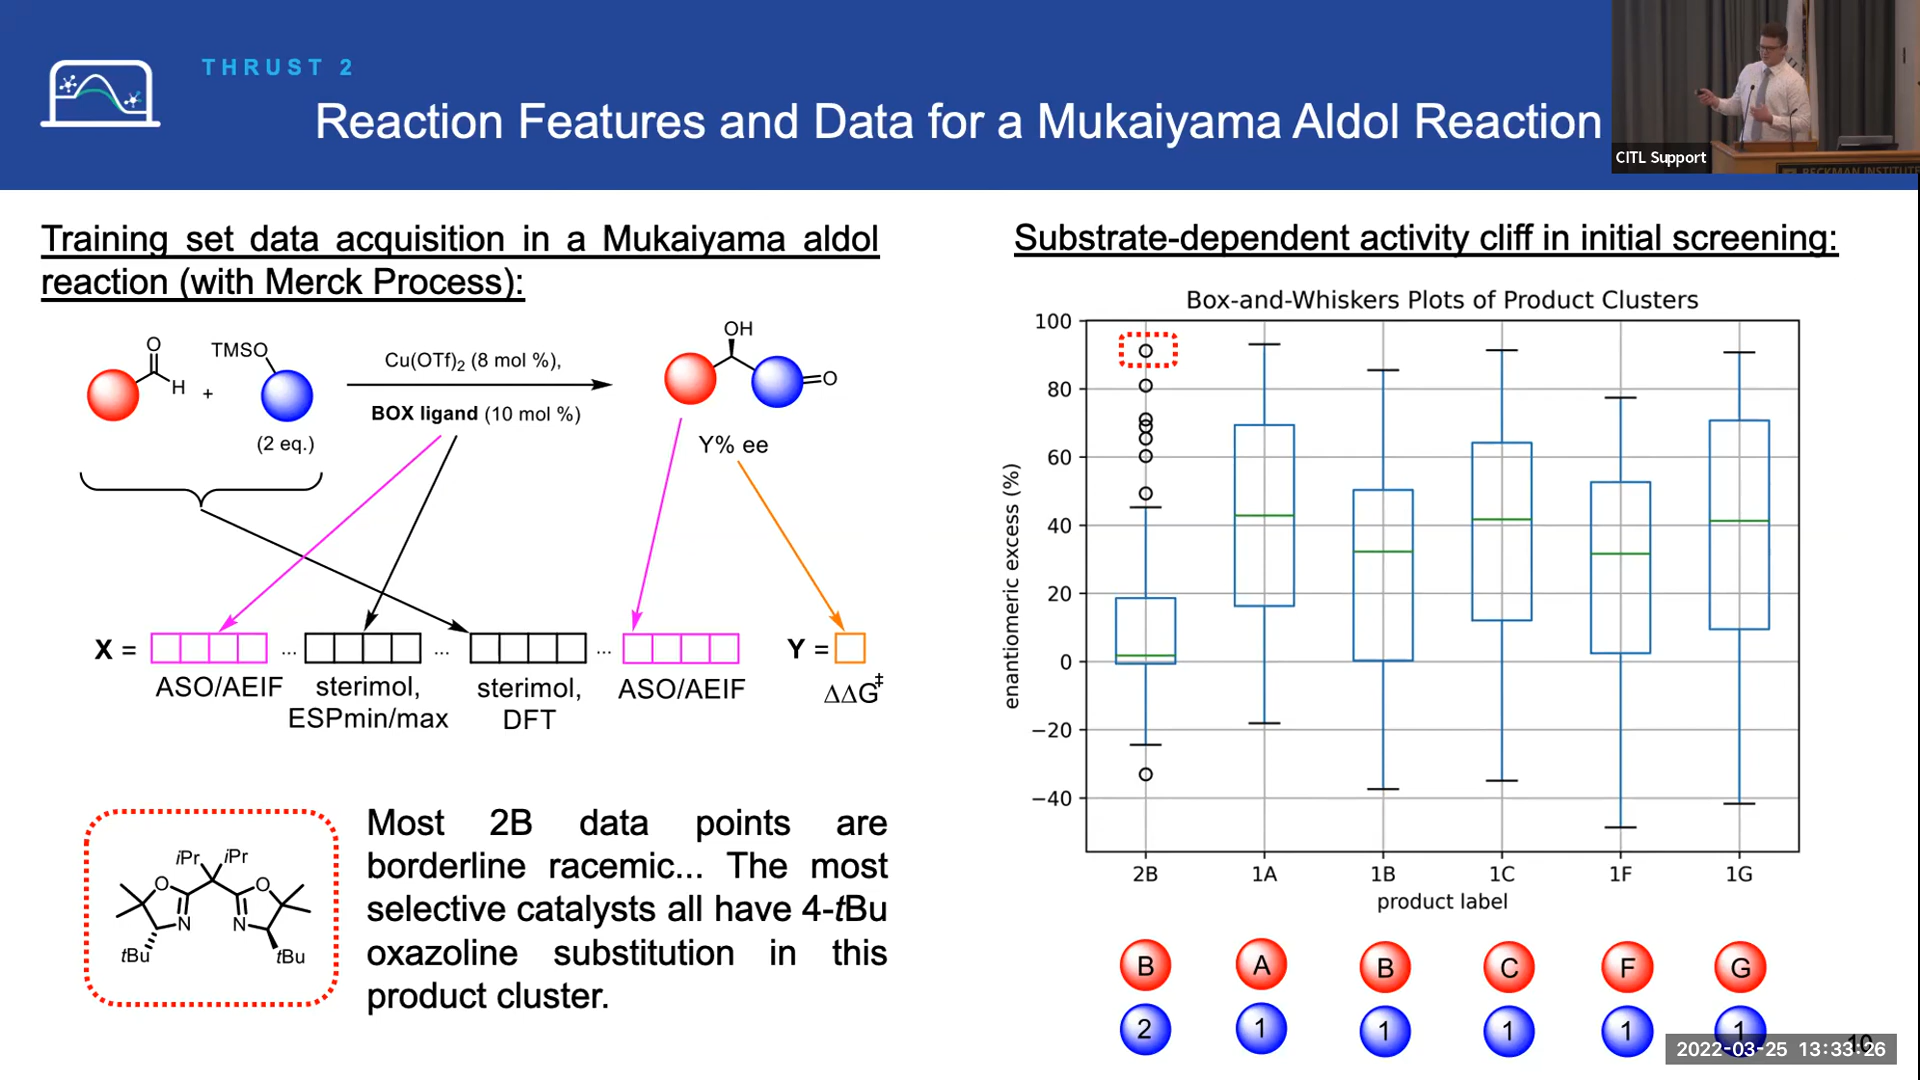 THRUST 2
Reaction Features and Data for a Mukaiyama Aldol Reaction
CITL Support
BECKMAN INSTITUTE
Training set data acquisition in a Mukaiyama aldol
reaction (with Merck Process):
O
H
+
TMSO
(2 eq.)
Cu(OTf)₂ (8 mol %),
BOX ligand (10 mol %)
OH
O
Y% ee
X =
...
...
...
Y =
ASO/AEIF
sterimol,
ESPmin/max
sterimol,
DFT
ASO/AEIF
ΔΔG‡
iPr iPr
O O
N N
tBu tBu
Most 2B data points are
borderline racemic... The most
selective catalysts all have 4-tBu
oxazoline substitution in this
product cluster.
Substrate-dependent activity cliff in initial screening:
Box-and-Whiskers Plots of Product Clusters
enantiomeric excess (%)
100
80
60
40
20
0
−20
−40
2B 1A 1B 1C 1F 1G
product label
B A B C F G
2 1 1 1 1 1
10
2022-03-25 13:33:26